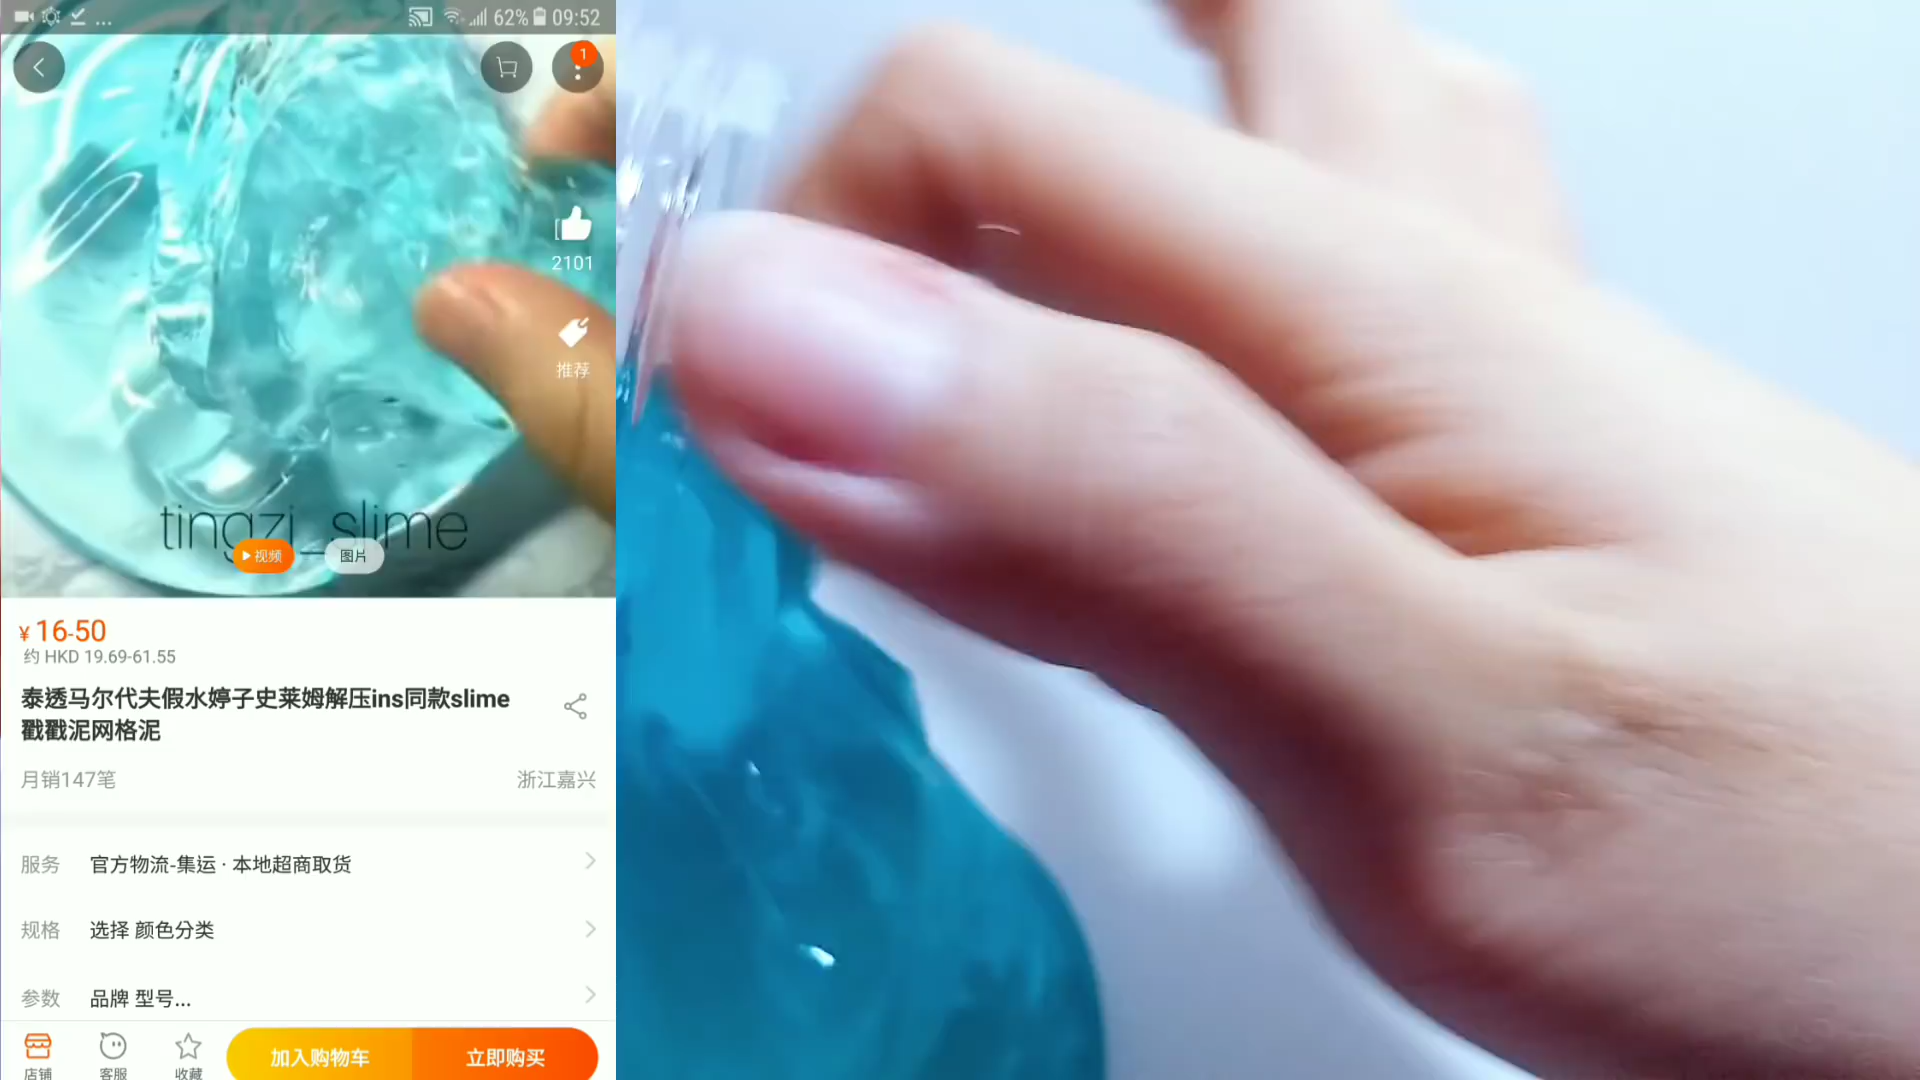 ... 62% 09:52
1
2101
推荐
tingzi_slime
视频 图片
¥ 16-50
约 HKD 19.69-61.55
泰透马尔代夫假水婷子史莱姆解压ins同款slime
戳戳泥网格泥
月销147笔 浙江嘉兴
服务 官方物流-集运 · 本地超商取货
规格 选择 颜色分类
参数 品牌 型号...
店铺 客服 收藏 加入购物车 立即购买